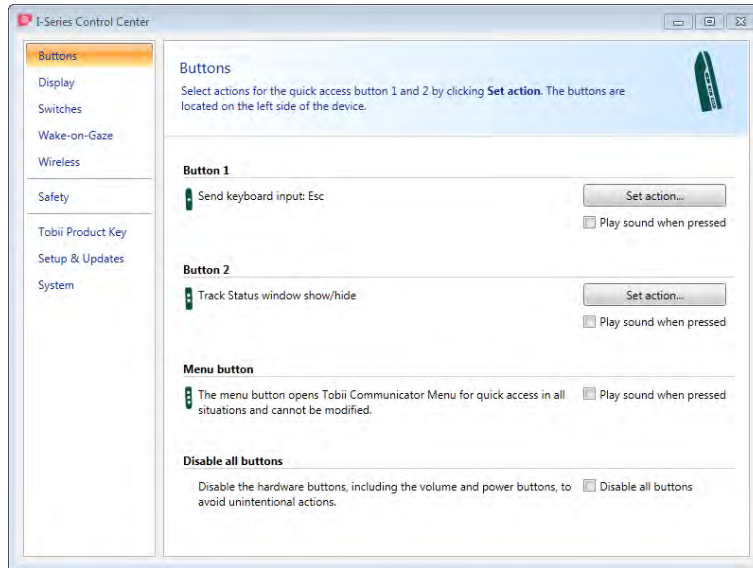 I-Series Control Center
Buttons
Display
Switches
Wake-on-Gaze
Wireless
Safety
Tobii Product Key
Setup & Updates
System
Buttons
Select actions for the quick access button 1 and 2 by clicking Set action. The buttons are
located on the left side of the device.
Button 1
Send keyboard input: Esc
Set action...
Play sound when pressed
Button 2
Track Status window show/hide
Set action...
Play sound when pressed
Menu button
The menu button opens Tobii Communicator Menu for quick access in all
situations and cannot be modified.
Play sound when pressed
Disable all buttons
Disable the hardware buttons, including the volume and power buttons, to
avoid unintentional actions.
Disable all buttons